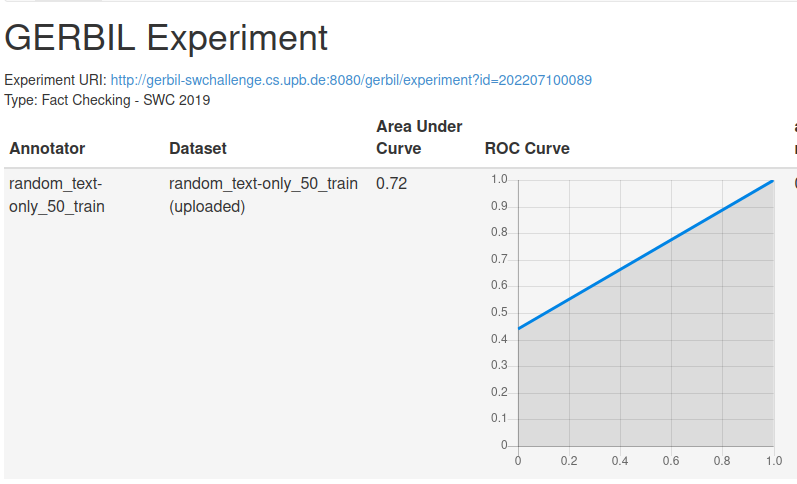 GERBIL Experiment
Experiment URI: http://gerbil-swchallenge.cs.upb.de:8080/gerbil/experiment?id=202207100089
Type: Fact Checking - SWC 2019
Annotator Dataset Area Under Curve ROC Curve
random_text-only_50_train random_text-only_50_train (uploaded) 0.72
1.0
0.9
0.8
0.7
0.6
0.5
0.4
0.3
0.2
0.1
0
0 0.2 0.4 0.6 0.8 1.0